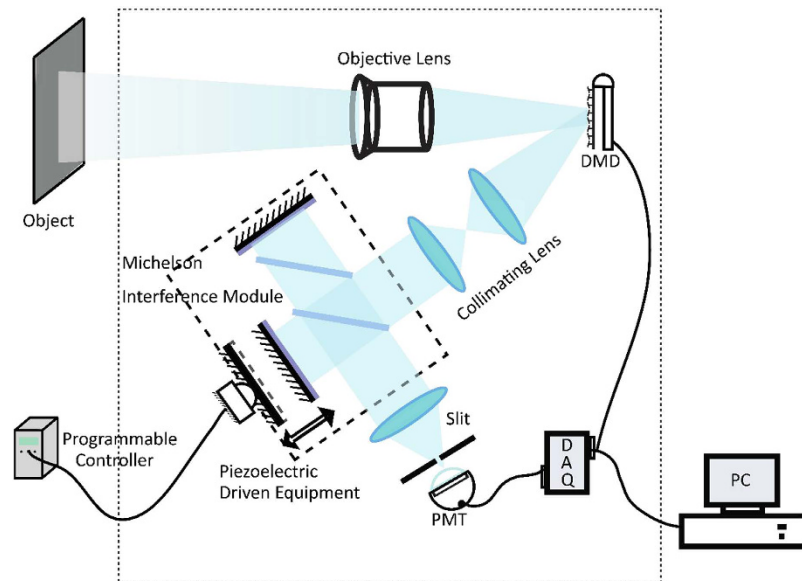 Objective Lens
DMD
Object
Michelson
Interference Module
Collimating Lens
Slit
Programmable
Controller
Piezoelectric
Driven Equipment
PMT
D
A
Q
PC